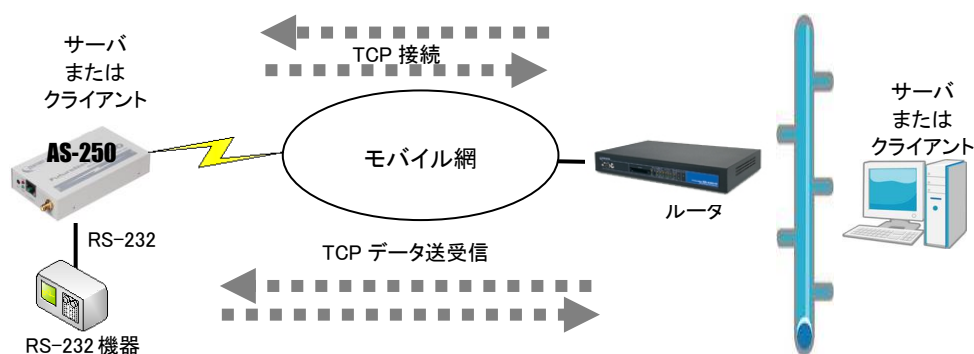 サーバ
または
クライアント
TCP 接続
AS-250
モバイル網
ルータ
サーバ
または
クライアント
RS-232
TCP データ送受信
RS-232 機器